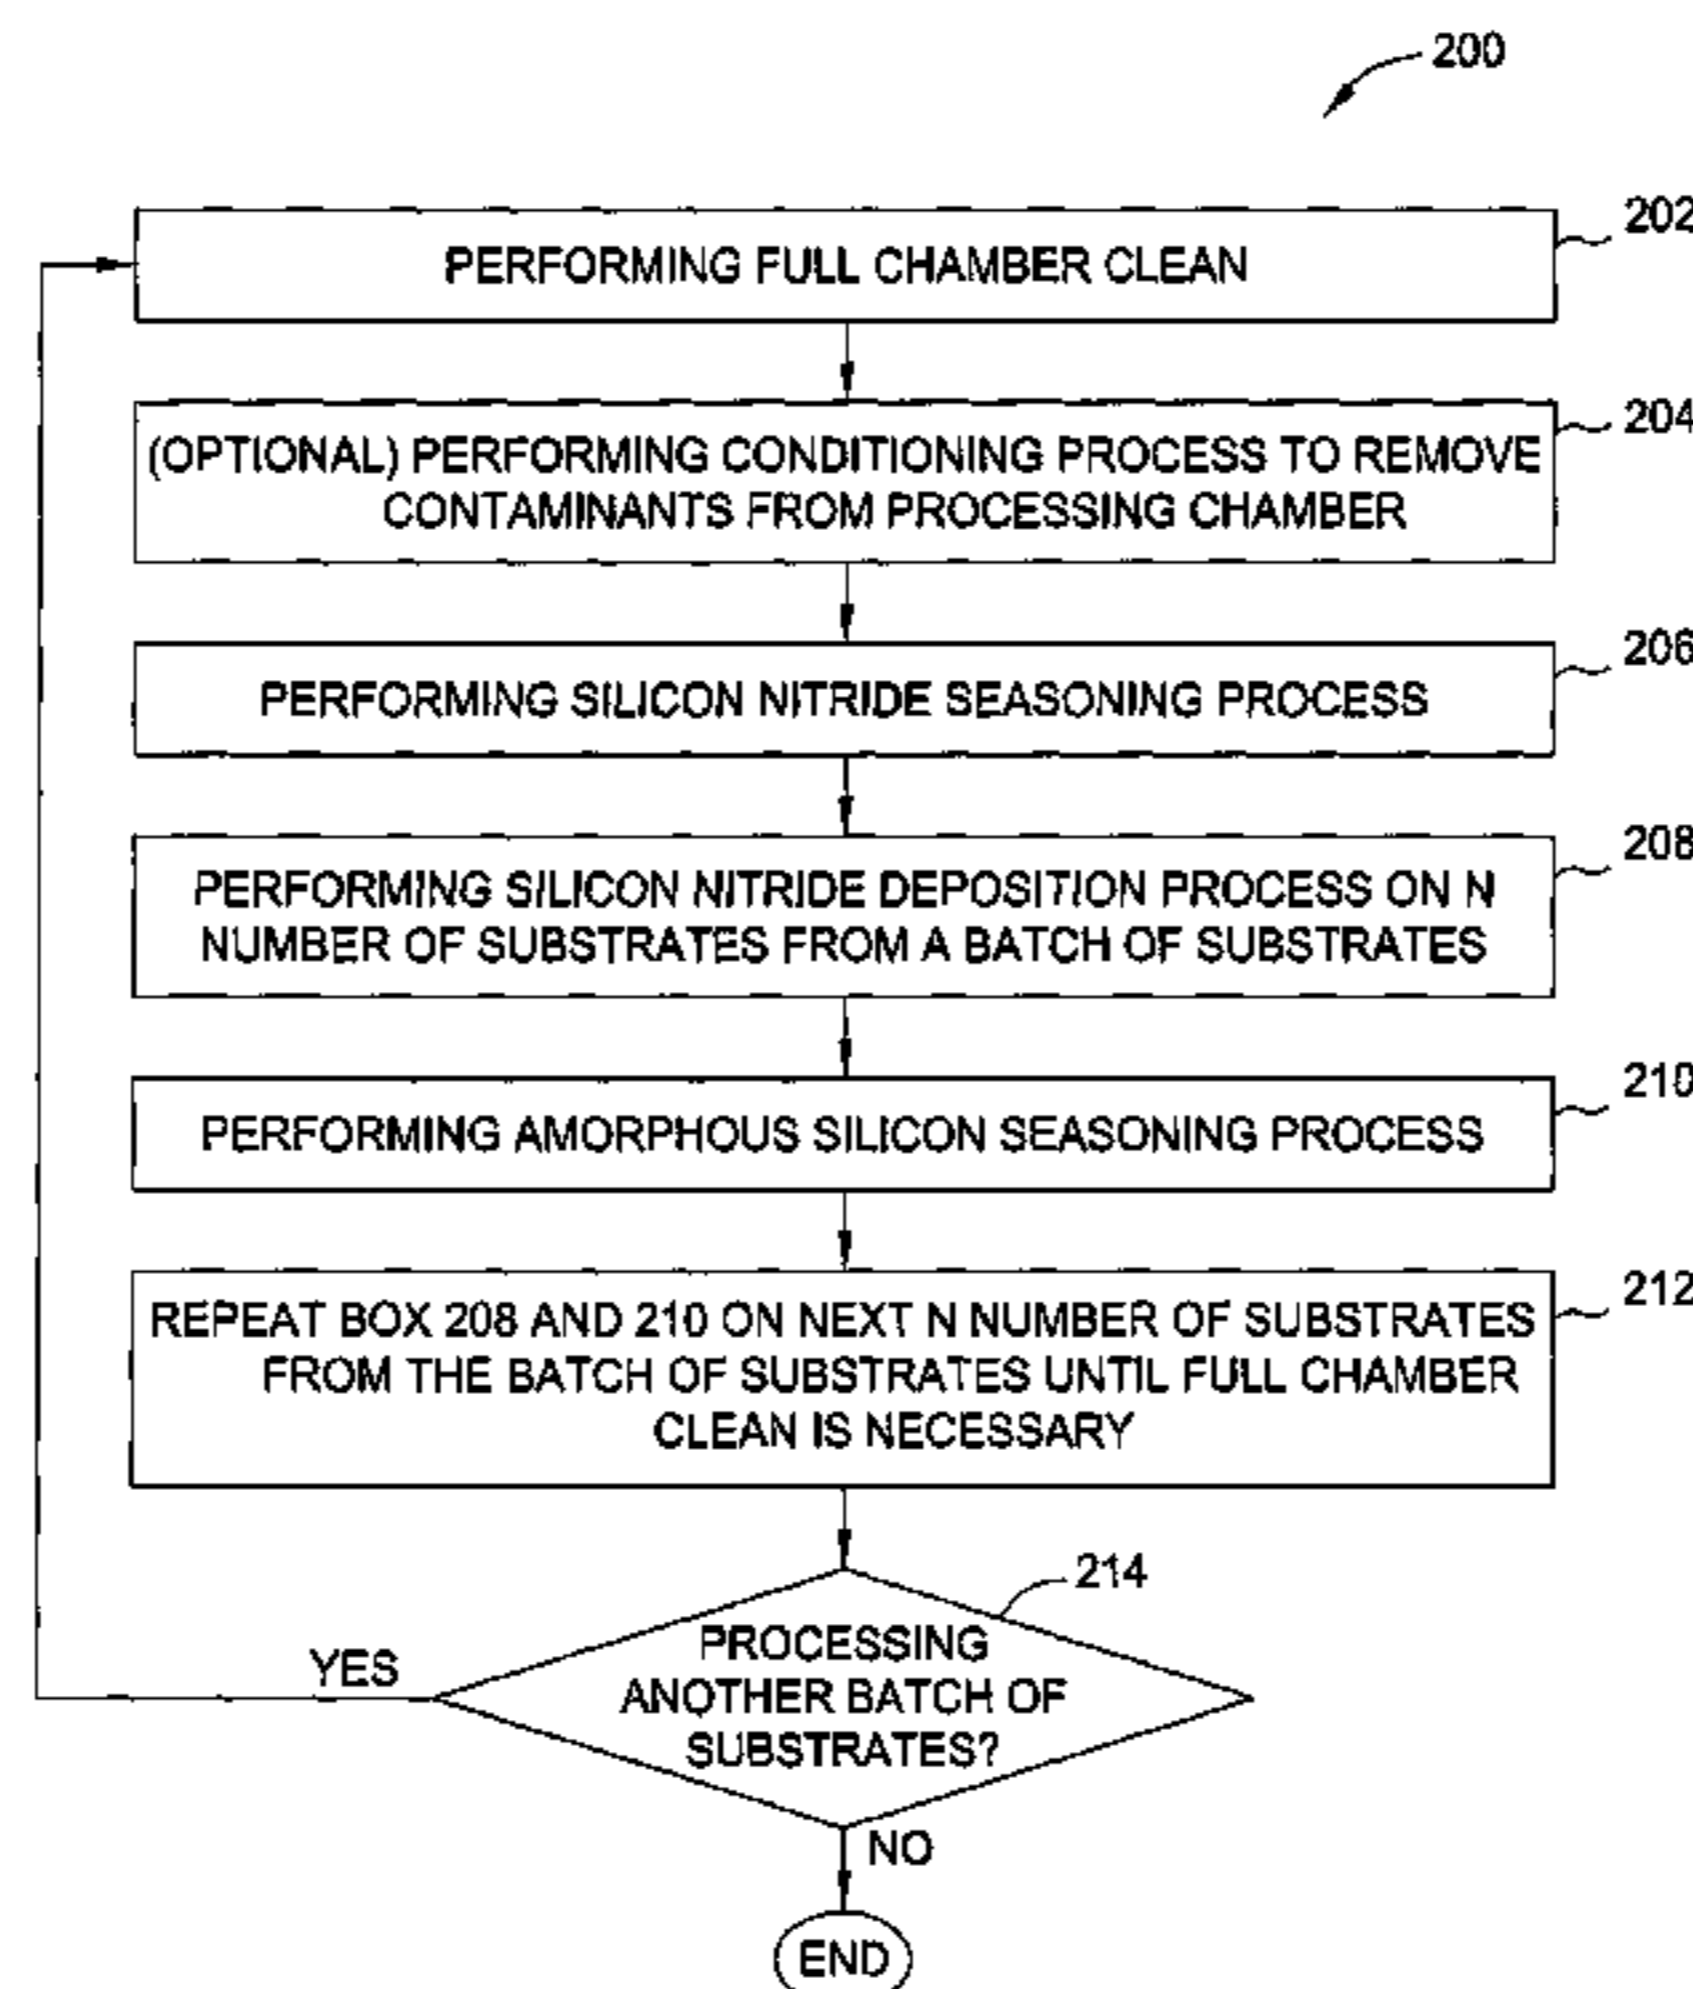 200
202
PERFORMING FULL CHAMBER CLEAN
204
(OPTIONAL) PERFORMING CONDITIONING PROCESS TO REMOVE
CONTAMINANTS FROM PROCESSING CHAMBER
206
PERFORMING SILICON NITRIDE SEASONING PROCESS
208
PERFORMING SILICON NITRIDE DEPOSITION PROCESS ON N
NUMBER OF SUBSTRATES FROM A BATCH OF SUBSTRATES
210
PERFORMING AMORPHOUS SILICON SEASONING PROCESS
212
REPEAT BOX 208 AND 210 ON NEXT N NUMBER OF SUBSTRATES
FROM THE BATCH OF SUBSTRATES UNTIL FULL CHAMBER
CLEAN IS NECESSARY
214
PROCESSING
ANOTHER BATCH OF
SUBSTRATES?
YES
NO
END